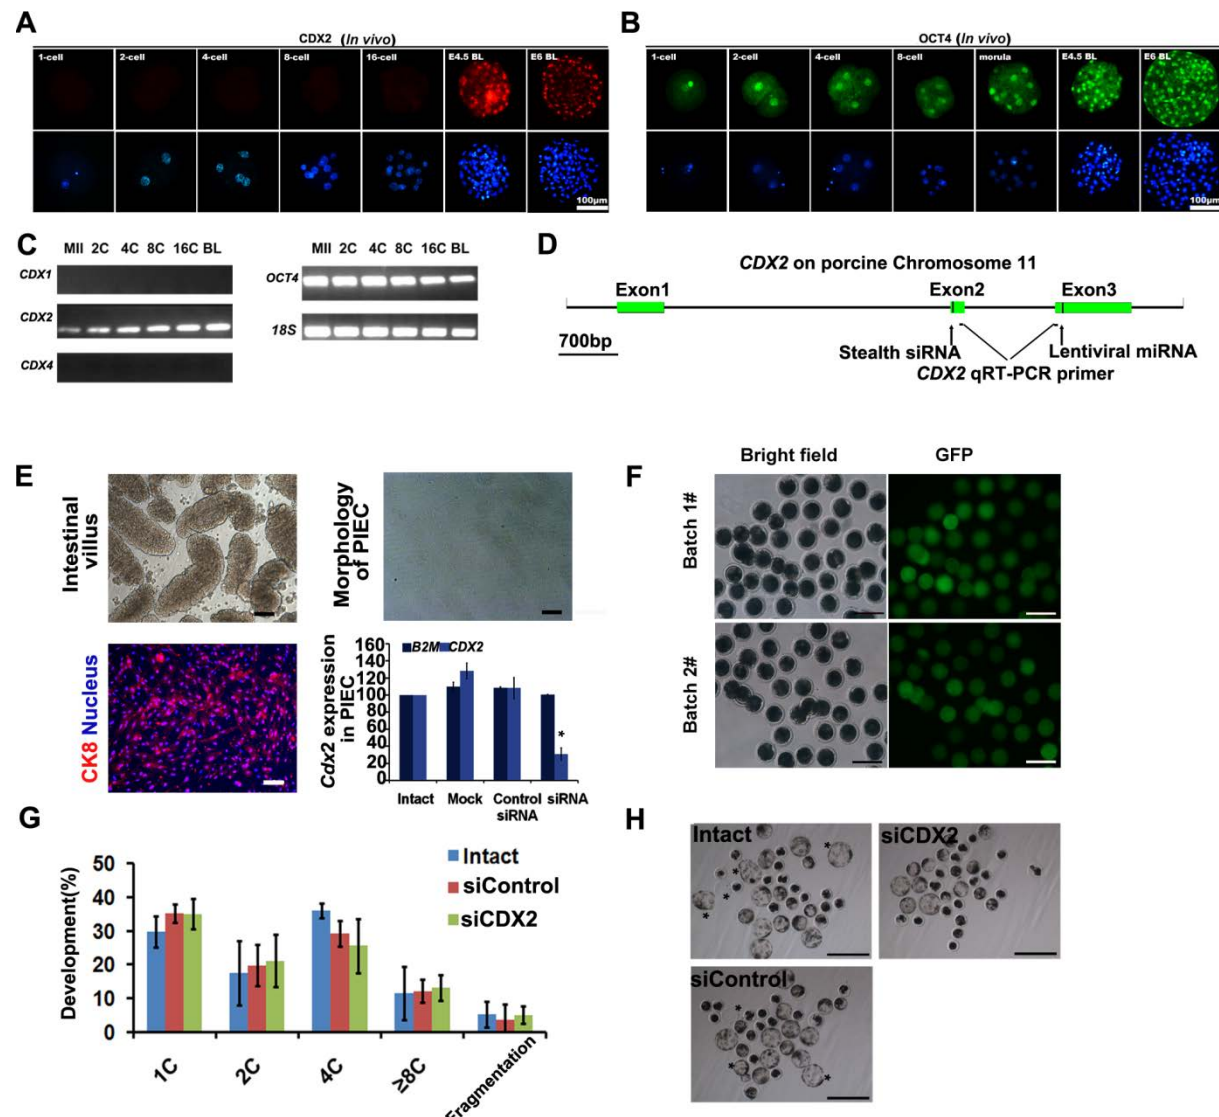 A
CDX2 (In vivo)
1-cell 2-cell 4-cell 8-cell 16-cell E4.5 BL E6 BL
100μm
B
OCT4 (In vivo)
1-cell 2-cell 4-cell 8-cell morula E4.5 BL E6 BL
100μm
C
MII 2C 4C 8C 16C BL
CDX1
CDX2
CDX4
MII 2C 4C 8C 16C BL
OCT4
18S
D
CDX2 on porcine Chromosome 11
Exon1 Exon2 Exon3
700bp
Stealth siRNA Lentiviral miRNA
CDX2 qRT-PCR primer
E
Intestinal
villus
Morphology
of PIEC
CK8 Nucleus
Cdx2 expression
in PIEC
160
140
120
100
80
60
40
20
0
B2M CDX2
*
Intact Mock Control siRNA
siRNA
F
Bright field GFP
Batch 1#
Batch 2#
G
Development(%)
50
40
30
20
10
0
Intact
siControl
siCDX2
1C 2C 4C ≥8C Fragmentation
H
Intact
* * * * *
siCDX2
siControl
* * *